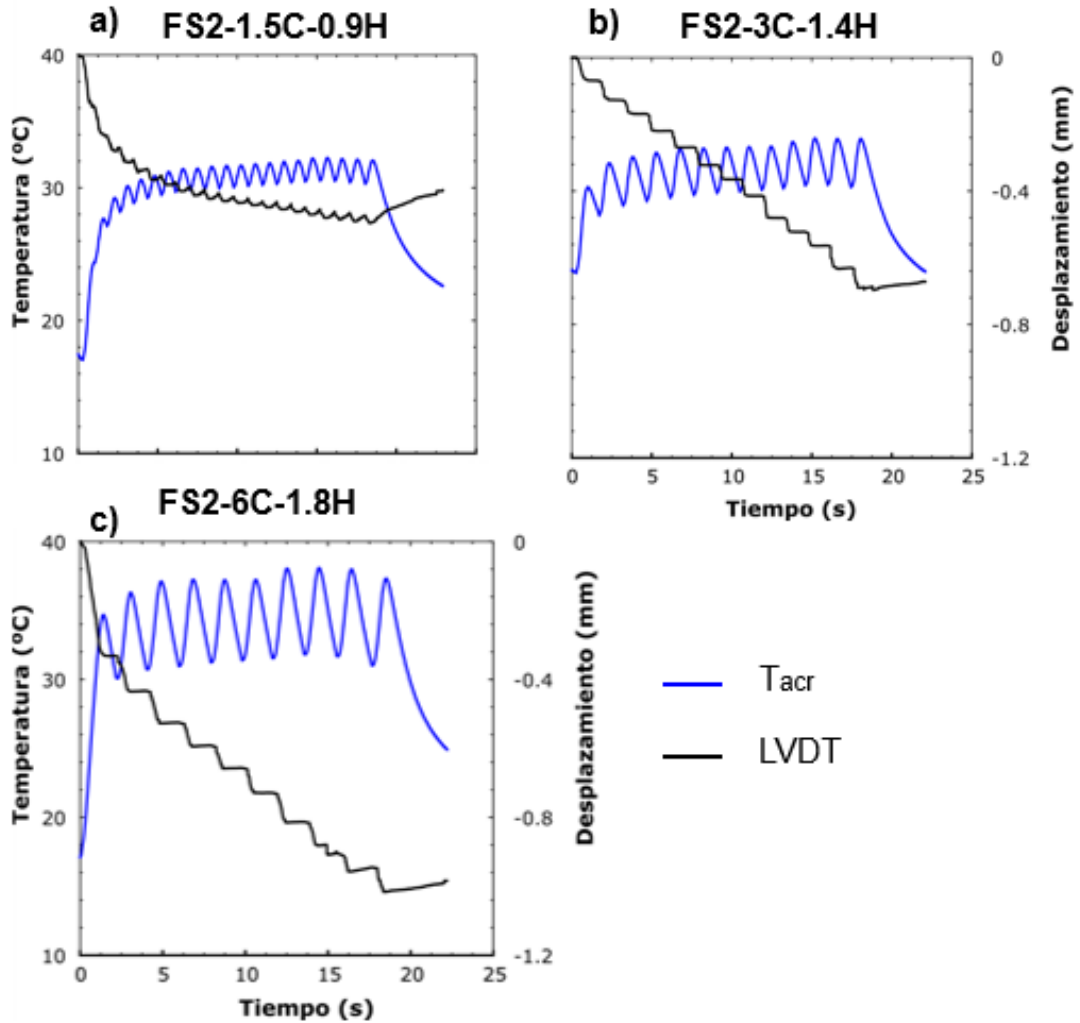 a) FS2-1.5C-0.9H
40
30
20
10
Temperatura (ºC)
b) FS2-3C-1.4H
0
-0.4
-0.8
-1.2
Desplazamiento (mm)
0 5 10 15 20 25
Tiempo (s)
c) FS2-6C-1.8H
40
30
20
10
Temperatura (ºC)
0
-0.4
-0.8
-1.2
Desplazamiento (mm)
0 5 10 15 20 25
Tiempo (s)
Tacr
LVDT